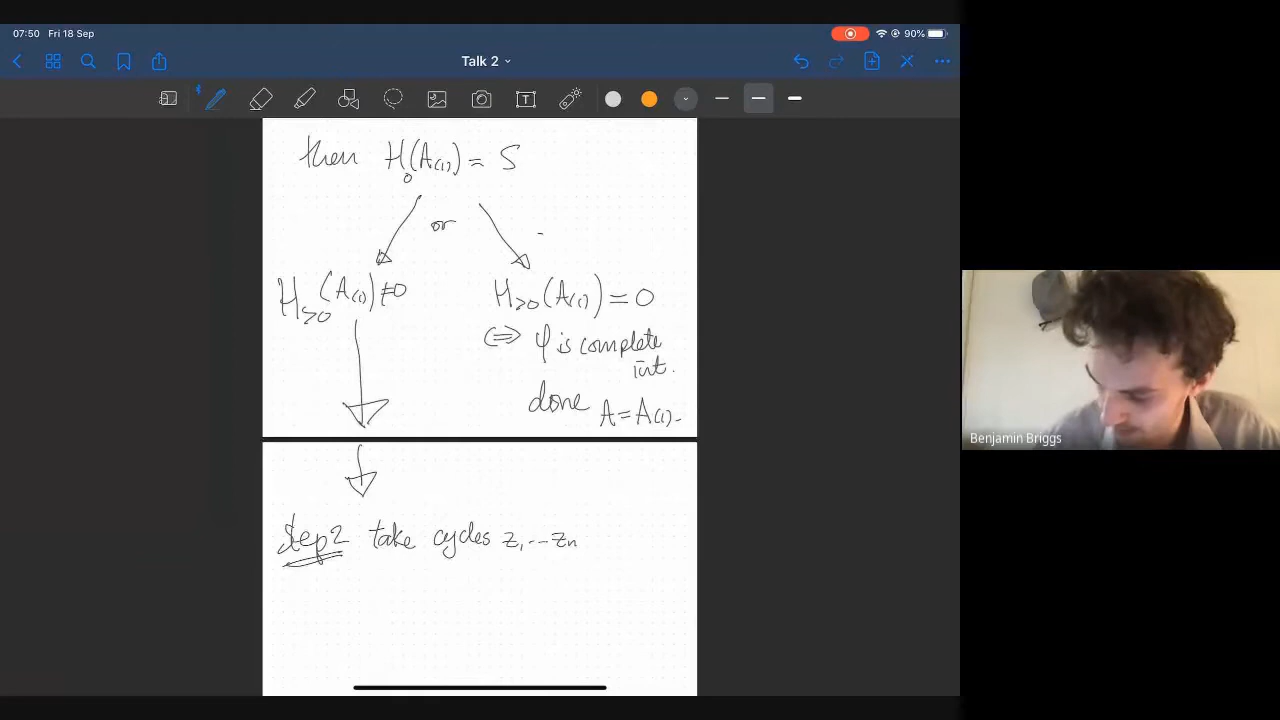 07:50 Fri 18 Sep
90%
Talk 2
then H₀(A₍₁₎) = S
or
H>0(A₍₁₎) ≠ 0
H>0(A₍₁₎) = 0
⇔ φ is complete
int.
done A = A₍₁₎.
Step 2 take cycles z₁ ... zₙ
Benjamin Briggs